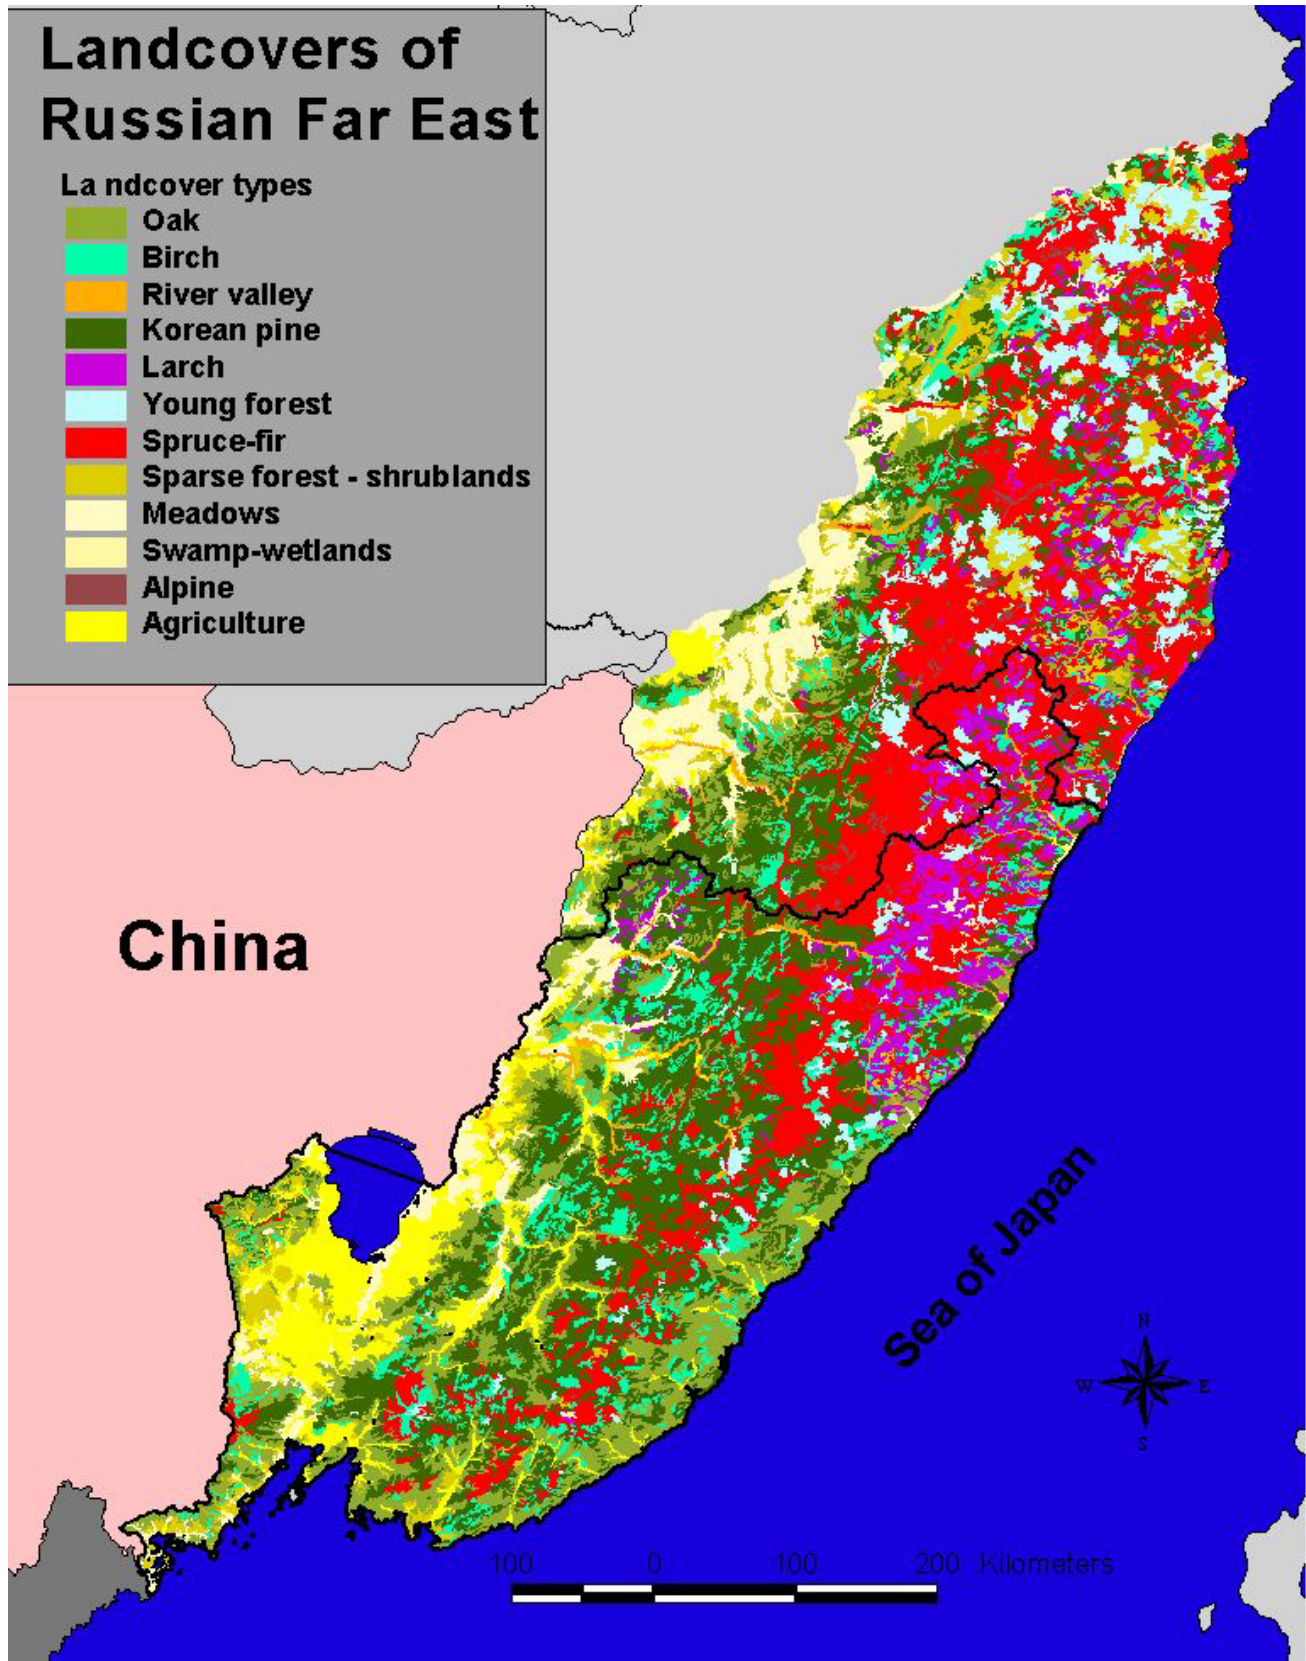 Landcovers of
Russian Far East
La ndcover types
Oak
Birch
River valley
Korean pine
Larch
Young forest
Spruce-fir
Sparse forest - shrublands
Meadows
Swamp-wetlands
Alpine
Agriculture
China
Sea of Japan
N
W E
S
100 0 100 200 Kilometers